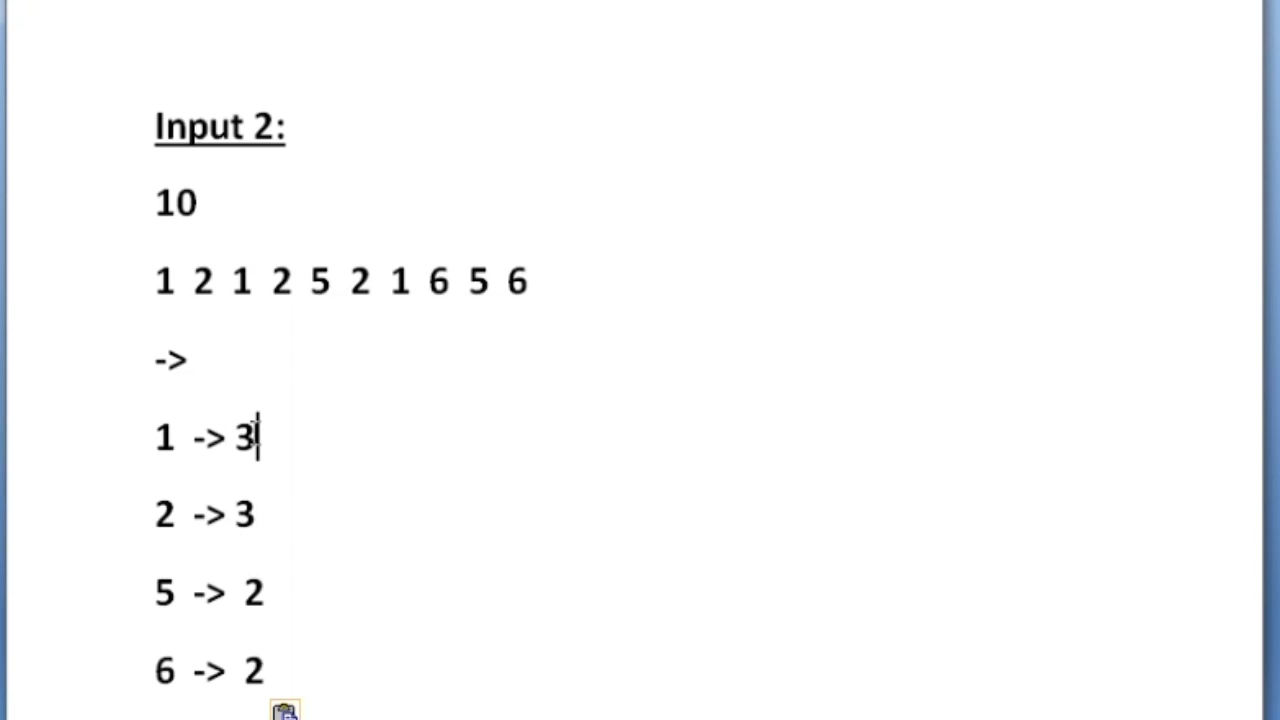 Input 2:
10
1 2 1 2 5 2 1 6 5 6
->
1 -> 3
2 -> 3
5 -> 2
6 -> 2